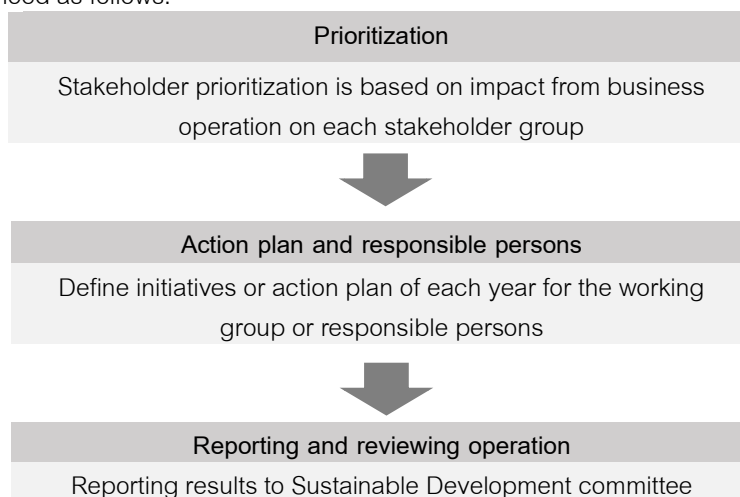 as follows:
Prioritization
Stakeholder prioritization is based on impact from business
operation on each stakeholder group
Action plan and responsible persons
Define initiatives or action plan of each year for the working
group or responsible persons
Reporting and reviewing operation
Reporting results to Sustainable Development committee